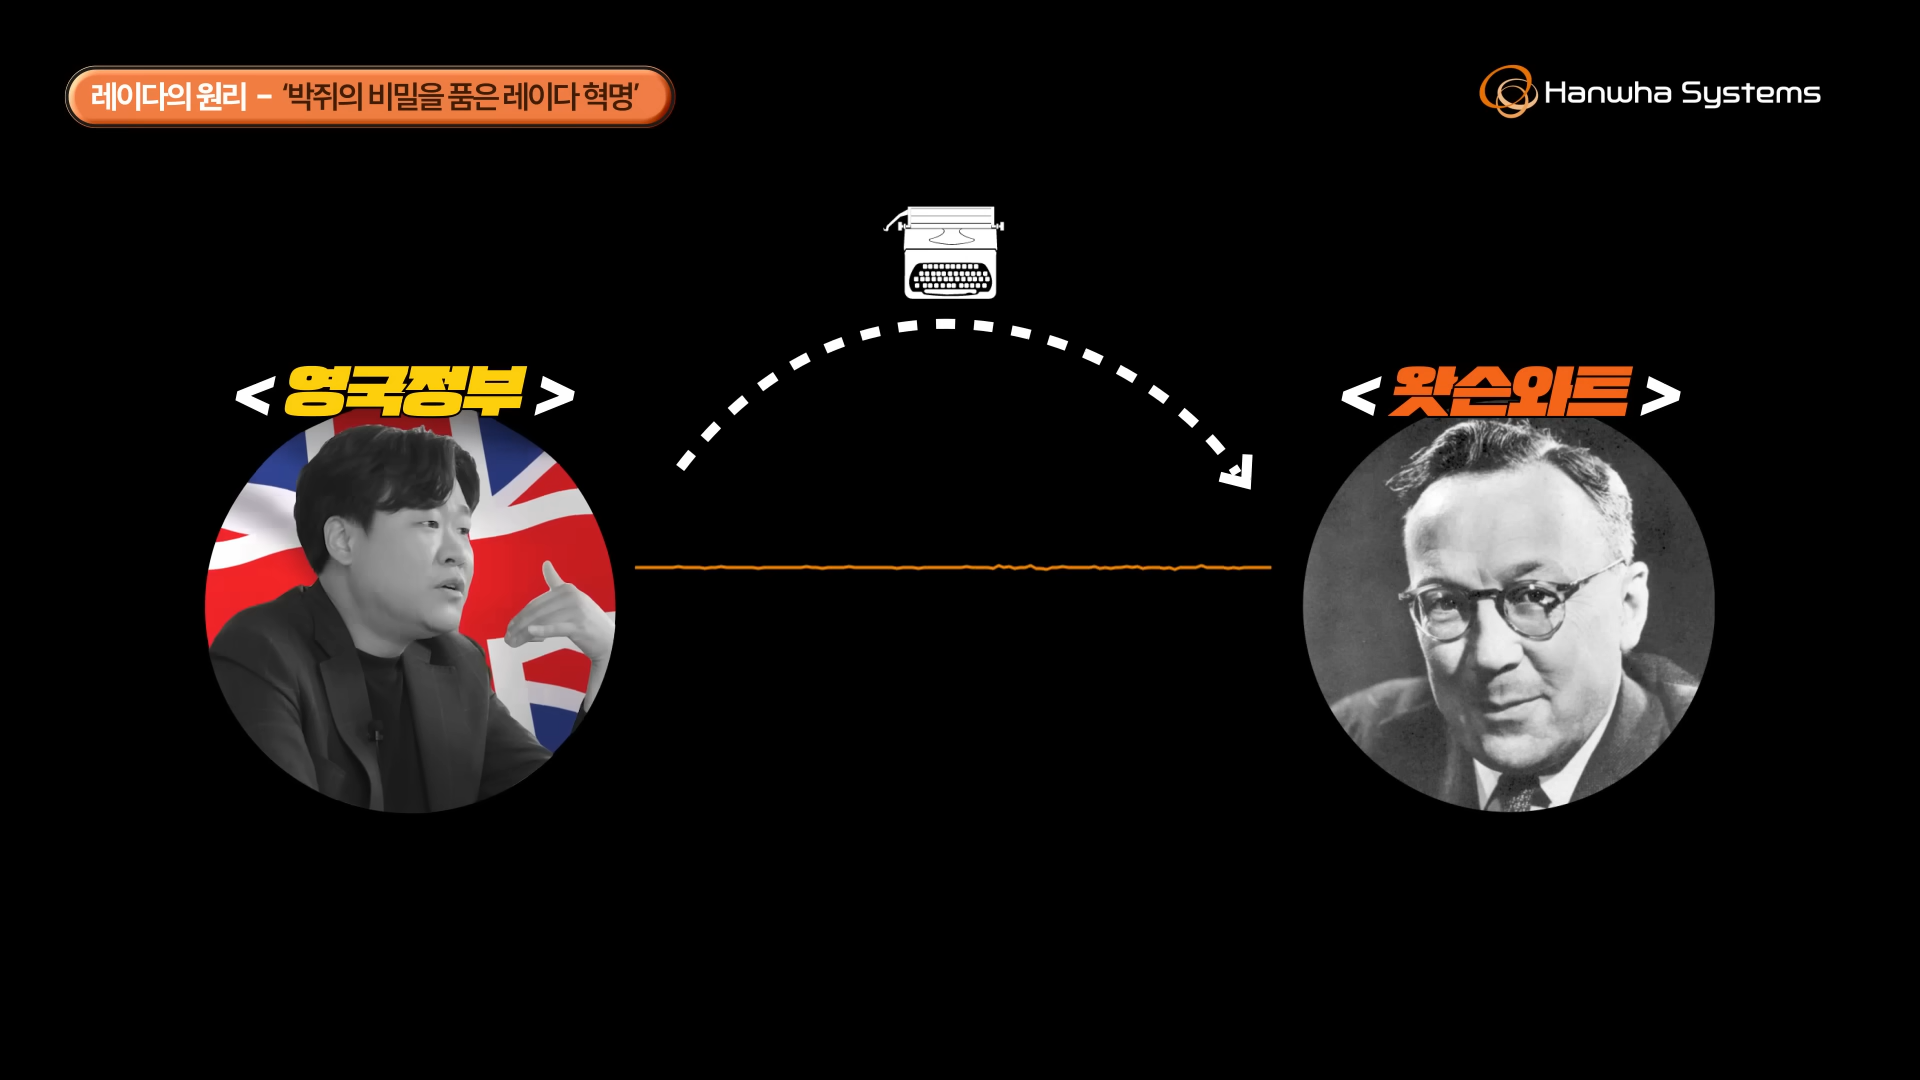 레이다의 원리 – ‘박쥐의 비밀을 품은 레이다 혁명’
Hanwha Systems
< 영국정부 >
< 왓슨와트 >